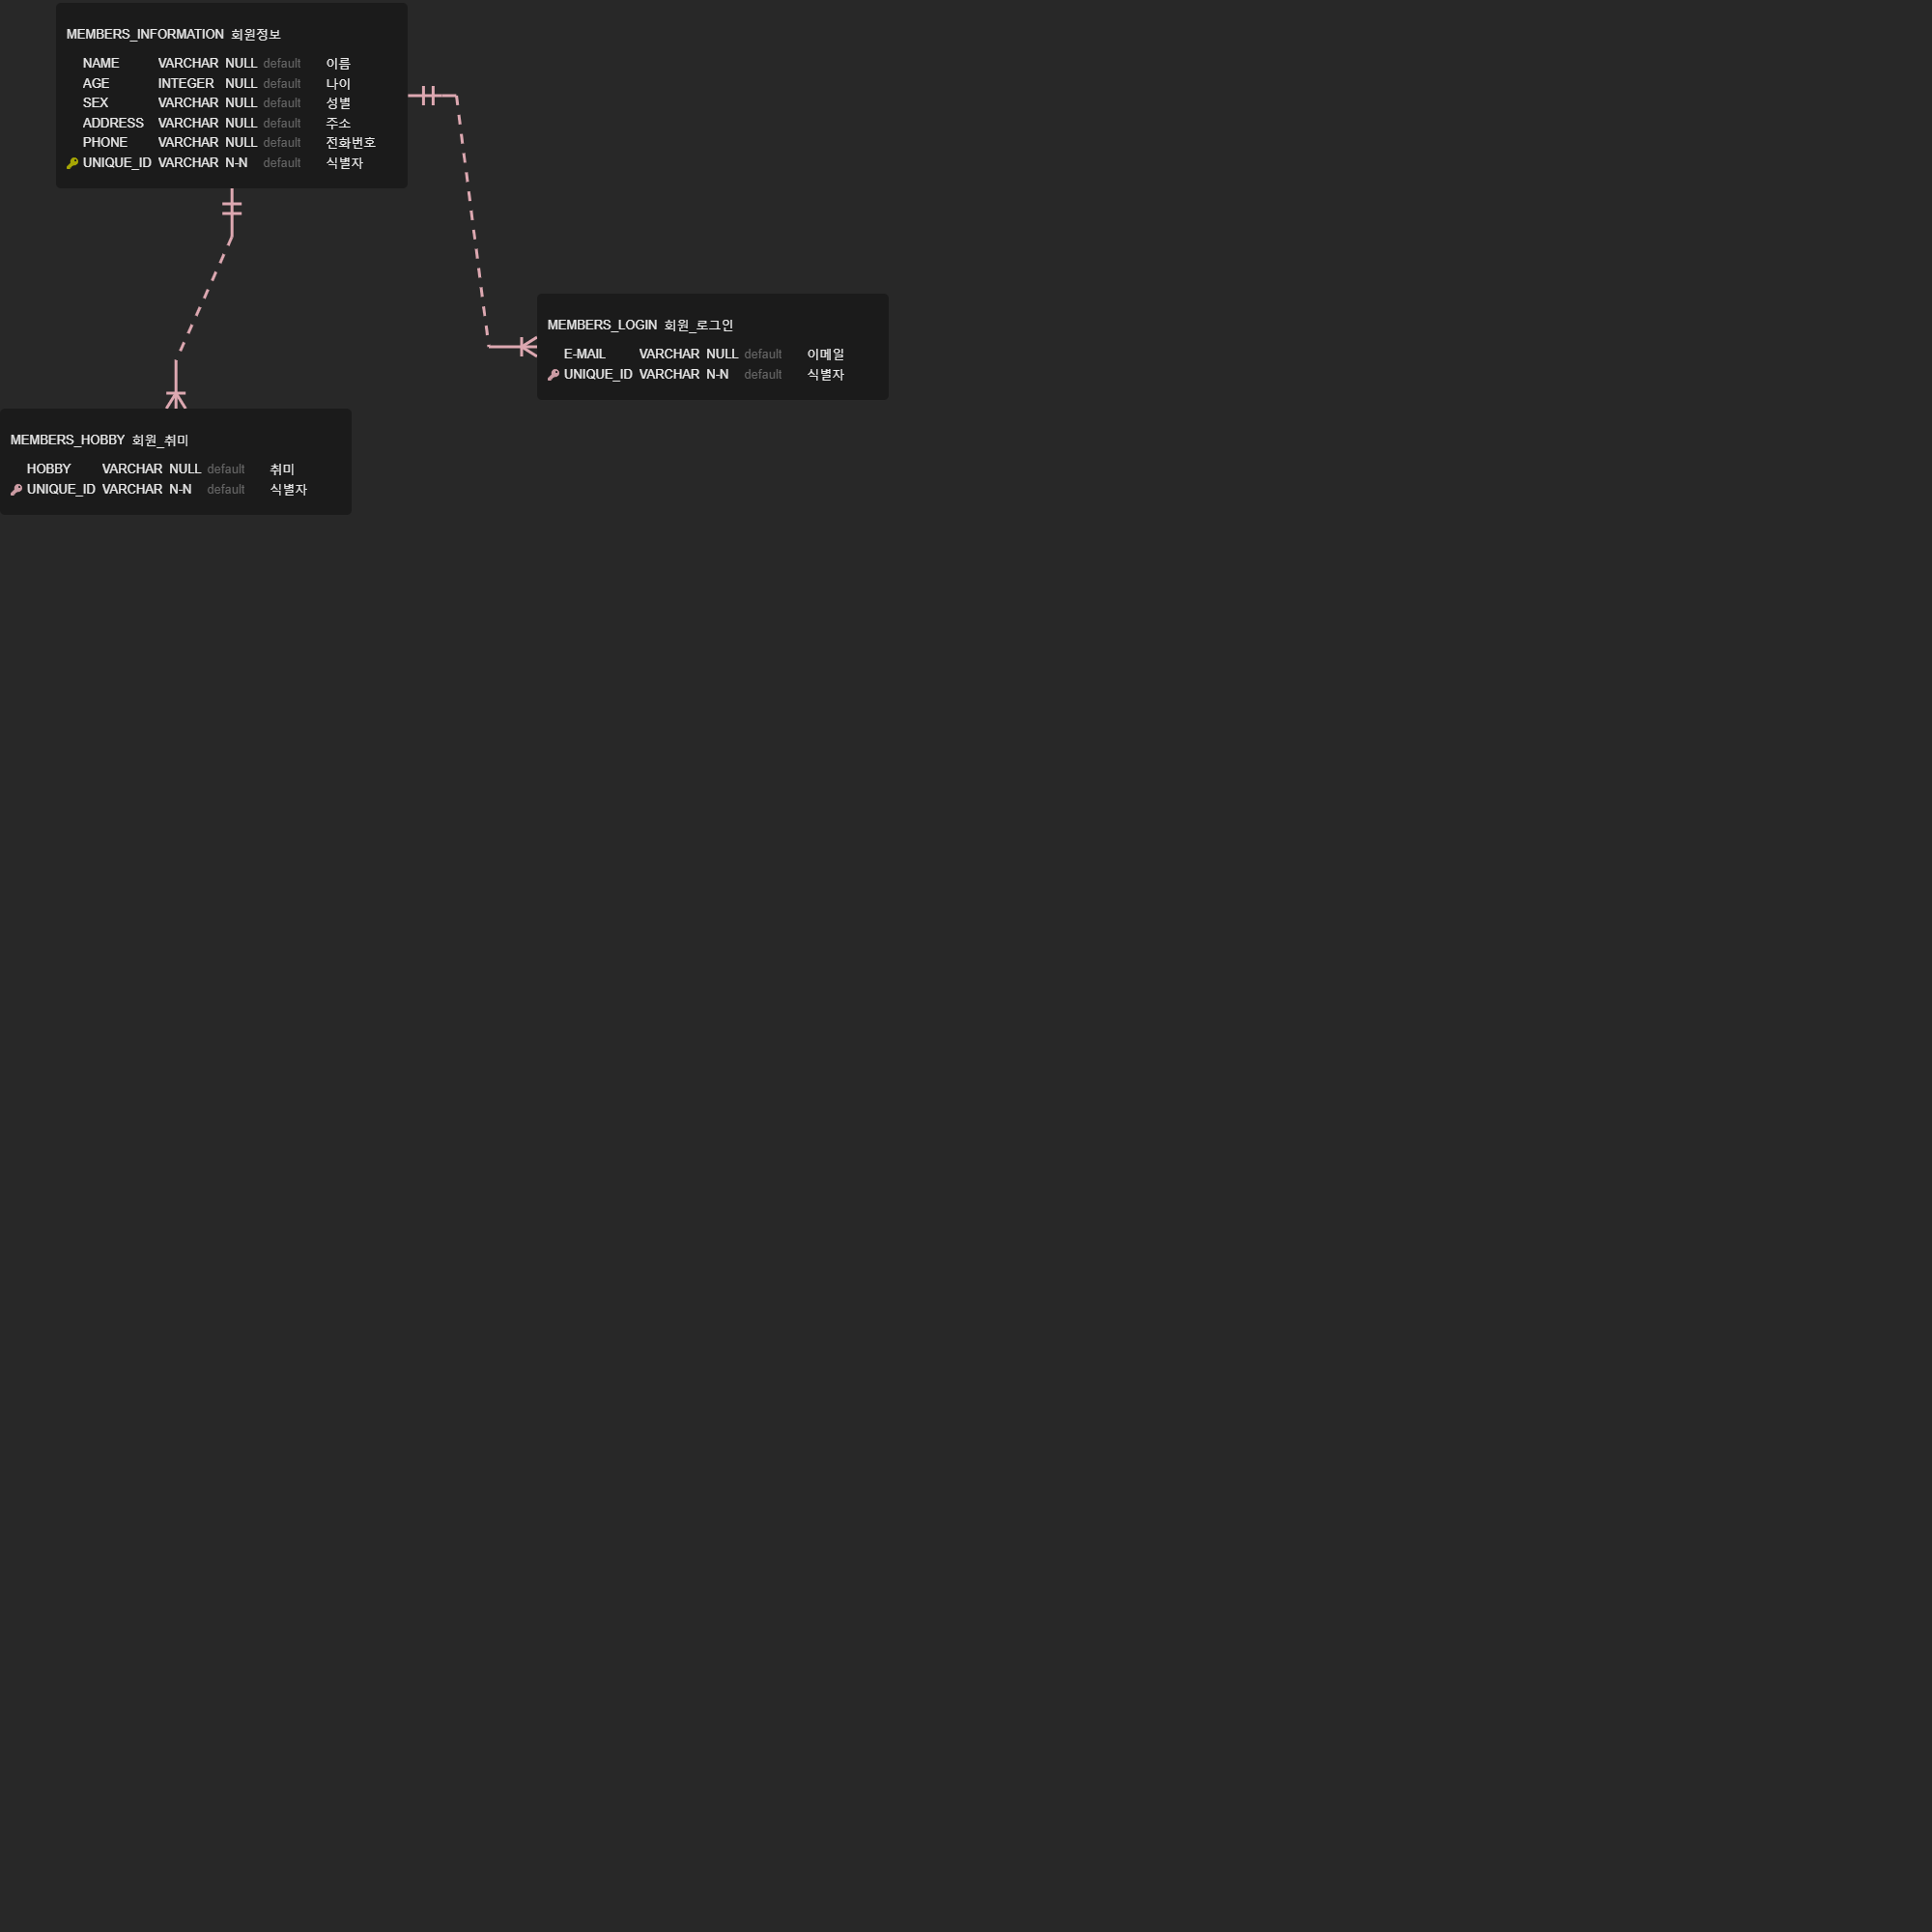 MEMBERS_INFORMATION 회원정보
NAME VARCHAR NULL default 이름
AGE INTEGER NULL default 나이
SEX VARCHAR NULL default 성별
ADDRESS VARCHAR NULL default 주소
PHONE VARCHAR NULL default 전화번호
UNIQUE_ID VARCHAR N-N default 식별자
MEMBERS_LOGIN 회원_로그인
E-MAIL VARCHAR NULL default 이메일
UNIQUE_ID VARCHAR N-N default 식별자
MEMBERS_HOBBY 회원_취미
HOBBY VARCHAR NULL default 취미
UNIQUE_ID VARCHAR N-N default 식별자